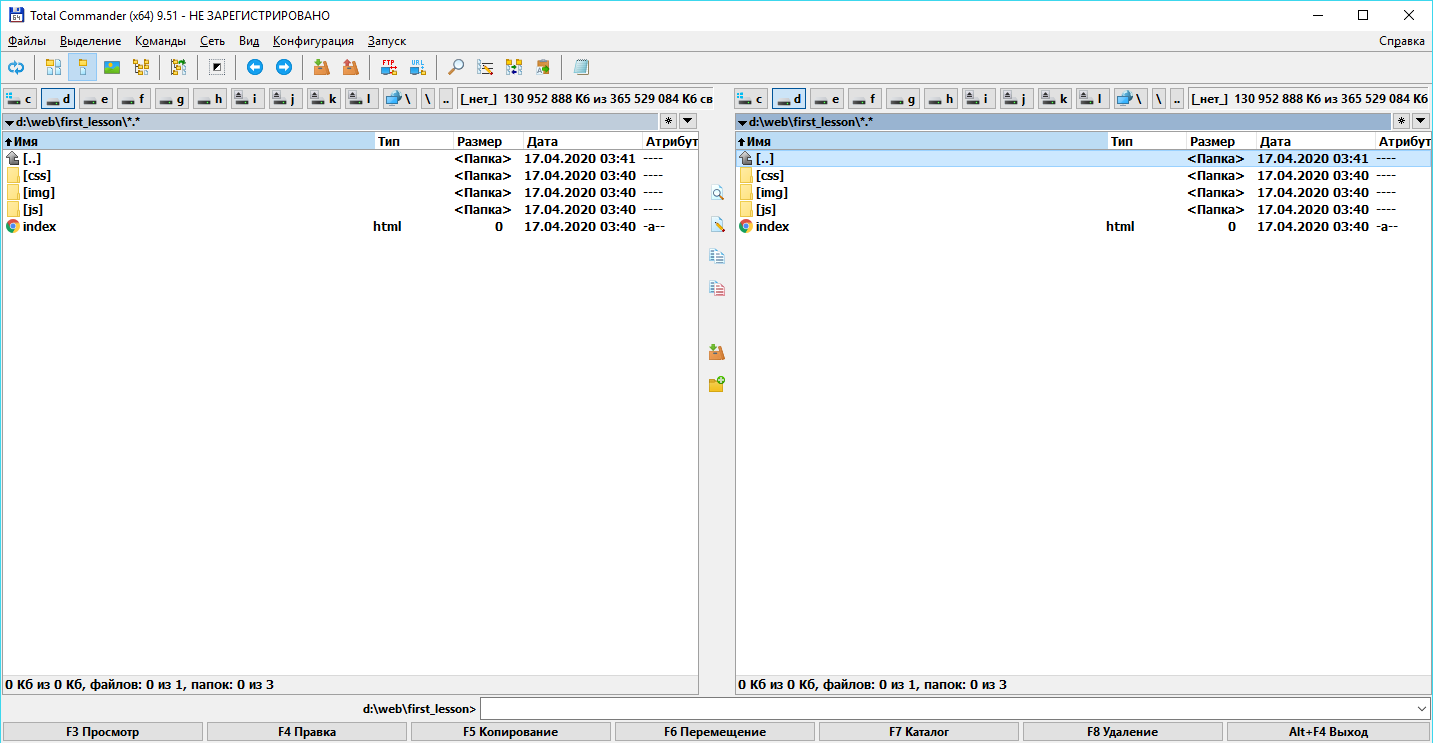 Total Commander (x64) 9.51 - НЕ ЗАРЕГИСТРИРОВАНО
Файлы Выделение Команды Сеть Вид Конфигурация Запуск Справка
FTP URL
c d e f g h i j k l \ \ .. [_нет_] 130 952 888 Кб из 365 529 084 Кб св
c d e f g h i j k l \ \ .. [_нет_] 130 952 888 Кб из 365 529 084 Кб
d:\web\first_lesson\*.* * d:\web\first_lesson\*.* *
Имя Тип Размер Дата Атрибут Имя Тип Размер Дата Атрибут
[..] <Папка> 17.04.2020 03:41 ---- [..] <Папка> 17.04.2020 03:41 ----
[css] <Папка> 17.04.2020 03:40 ---- [css] <Папка> 17.04.2020 03:40 ----
[img] <Папка> 17.04.2020 03:40 ---- [img] <Папка> 17.04.2020 03:40 ----
[js] <Папка> 17.04.2020 03:40 ---- [js] <Папка> 17.04.2020 03:40 ----
index html 0 17.04.2020 03:40 -a-- index html 0 17.04.2020 03:40 -a--
0 Кб из 0 Кб, файлов: 0 из 1, папок: 0 из 3 0 Кб из 0 Кб, файлов: 0 из 1, папок: 0 из 3
d:\web\first_lesson>
F3 Просмотр F4 Правка F5 Копирование F6 Перемещение F7 Каталог F8 Удаление Alt+F4 Выход